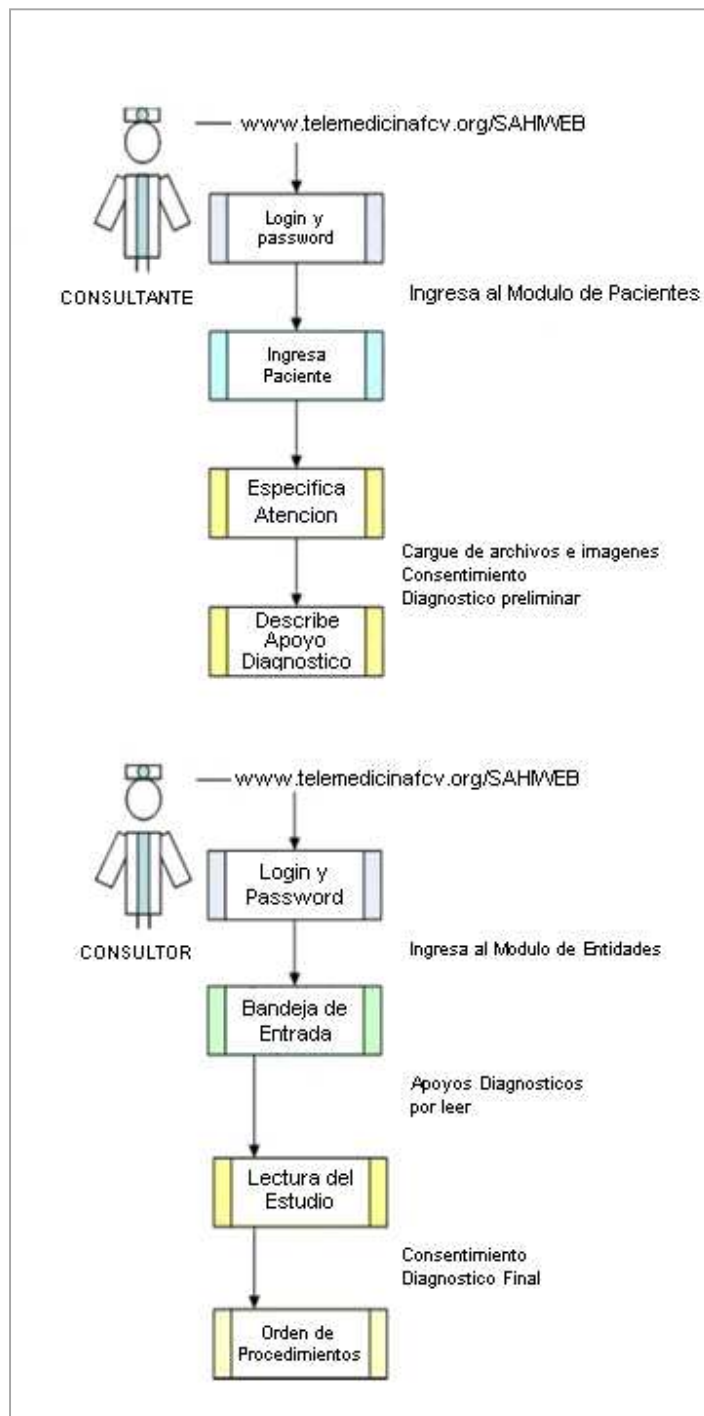 www.telemedicinafcv.org/SAHIWEB
Login y
password
CONSULTANTE
Ingresa al Modulo de Pacientes
Ingresa
Paciente
Especifica
Atencion
Cargue de archivos e imagenes
Consentimiento
Diagnostico preliminar
Describe
Apoyo
Diagnostico
www.telemedicinafcv.org/SAHIWEB
Login y
Password
CONSULTOR
Ingresa al Modulo de Entidades
Bandeja de
Entrada
Apoyos Diagnosticos
por leer
Lectura del
Estudio
Consentimiento
Diagnostico Final
Orden de
Procedimientos